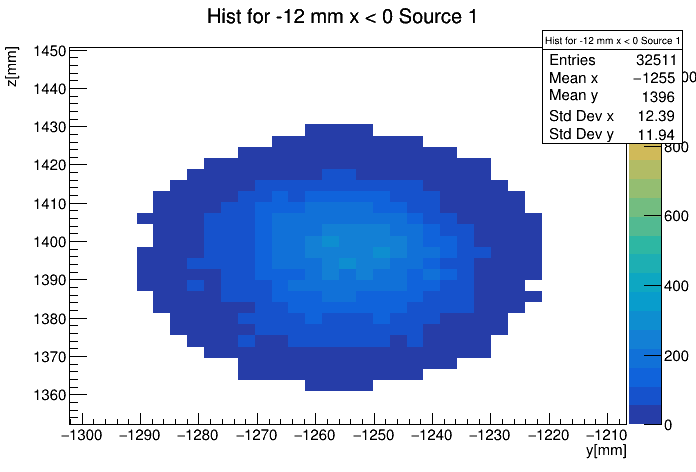 Hist for -12 mm x < 0 Source 1
Hist for -12 mm x < 0 Source 1
Entries 32511
Mean x −1255
Mean y 1396
Std Dev x 12.39
Std Dev y 11.94
z[mm]
1450
1440
1430
1420
1410
1400
1390
1380
1370
1360
00
800
600
400
200
0
−1300 −1290 −1280 −1270 −1260 −1250 −1240 −1230 −1220 −1210
y[mm]